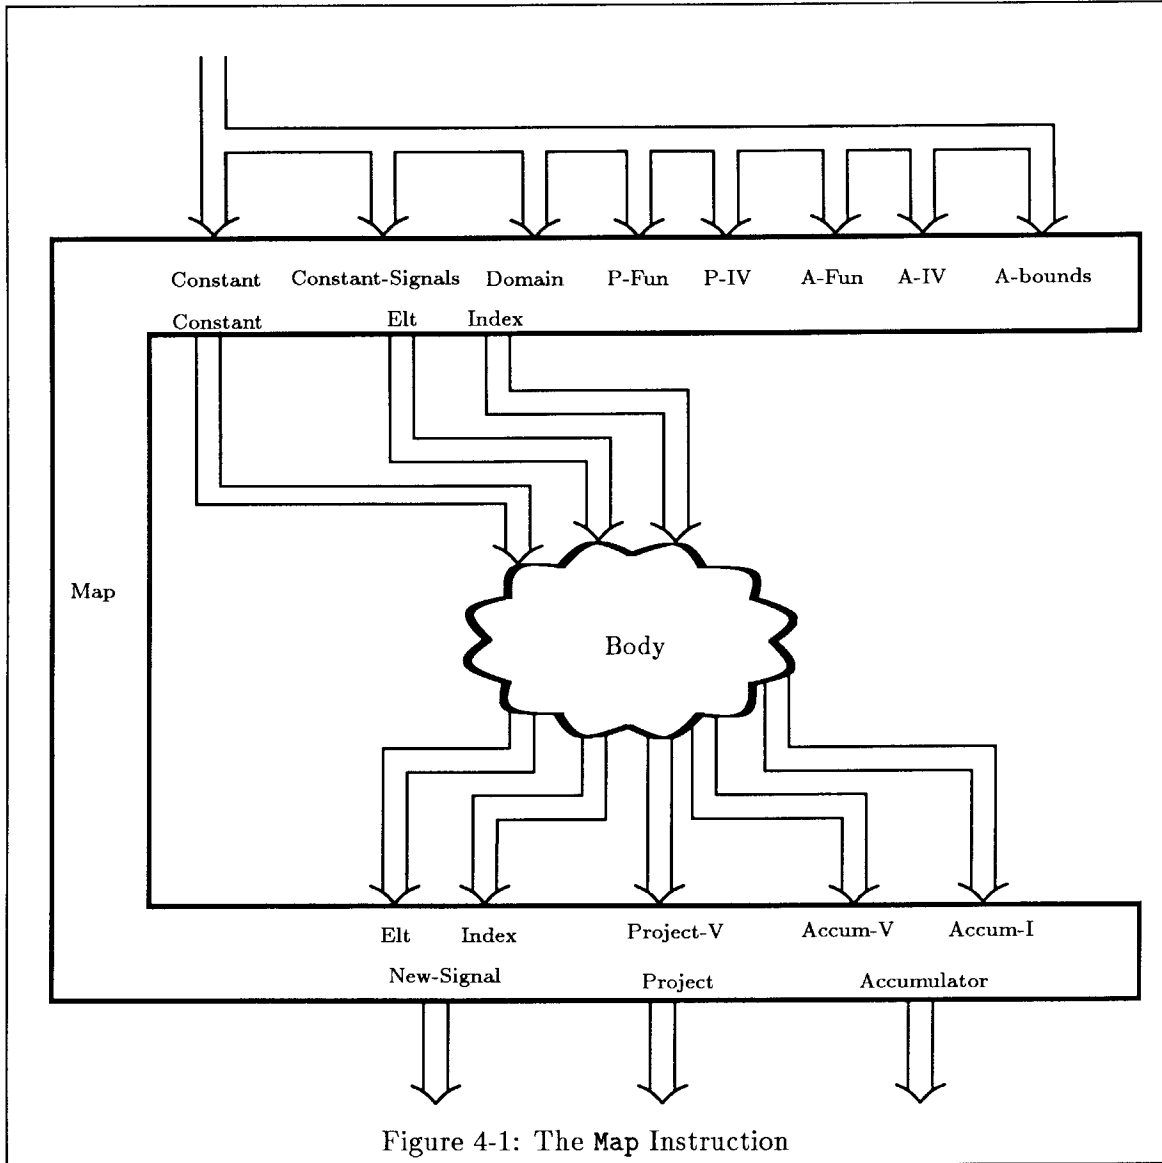 Constant Constant-Signals Domain P-Fun P-IV A-Fun A-IV A-bounds
Constant Elt Index
Map
Body
Elt Index Project-V Accum-V Accum-I
New-Signal Project Accumulator
Figure 4-1: The Map Instruction